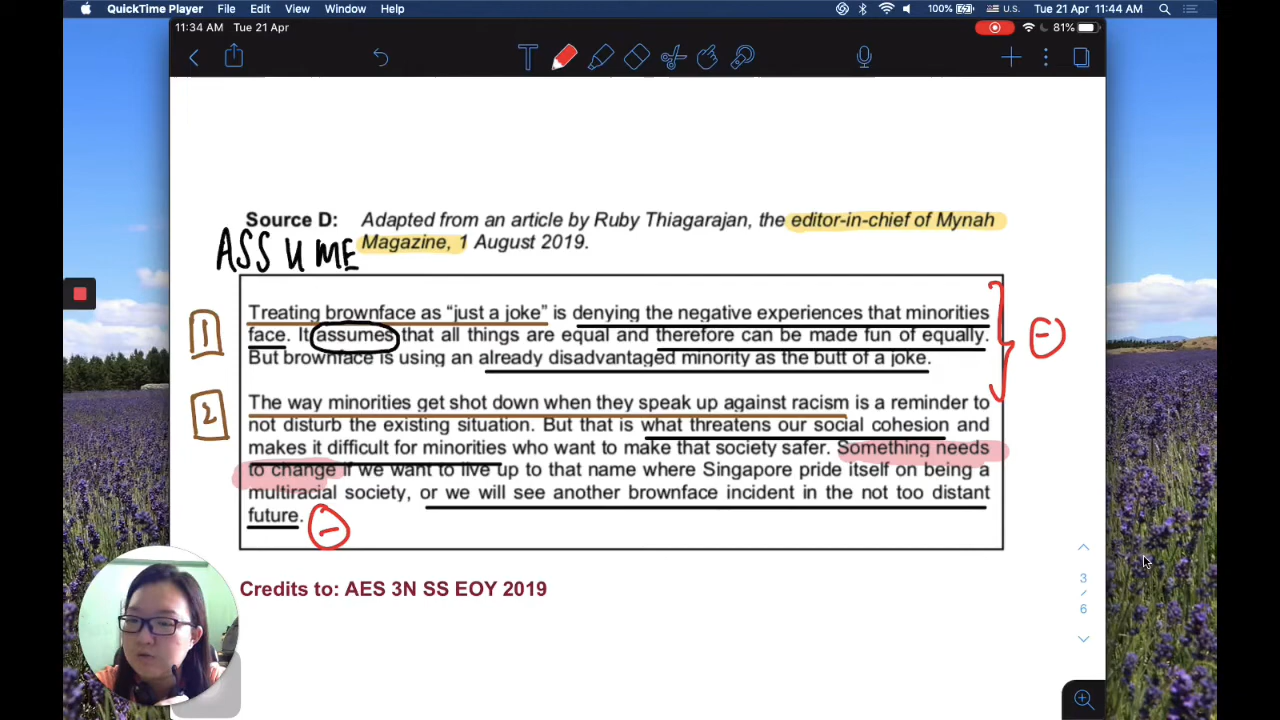 QuickTime Player File Edit View Window Help 100% U.S. Tue 21 Apr 11:44 AM
11:34 AM Tue 21 Apr 81%
T
Source D: Adapted from an article by Ruby Thiagarajan, the editor-in-chief of Mynah
Magazine, 1 August 2019.
ASSUME
Treating brownface as “just a joke” is denying the negative experiences that minorities
face. It assumes that all things are equal and therefore can be made fun of equally.
But brownface is using an already disadvantaged minority as the butt of a joke.
1
The way minorities get shot down when they speak up against racism is a reminder to
not disturb the existing situation. But that is what threatens our social cohesion and
makes it difficult for minorities who want to make that society safer. Something needs
to change if we want to live up to that name where Singapore pride itself on being a
multiracial society, or we will see another brownface incident in the not too distant
future.
2
Credits to: AES 3N SS EOY 2019
3
/
6